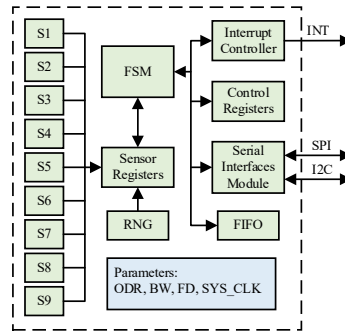 S1
S2
S3
S4
S5
S6
S7
S8
S9
FSM
Sensor
Registers
RNG
Interrupt
Controller
Control
Registers
Serial
Interfaces
Module
FIFO
INT
SPI
I2C
Parameters:
ODR, BW, FD, SYS_CLK